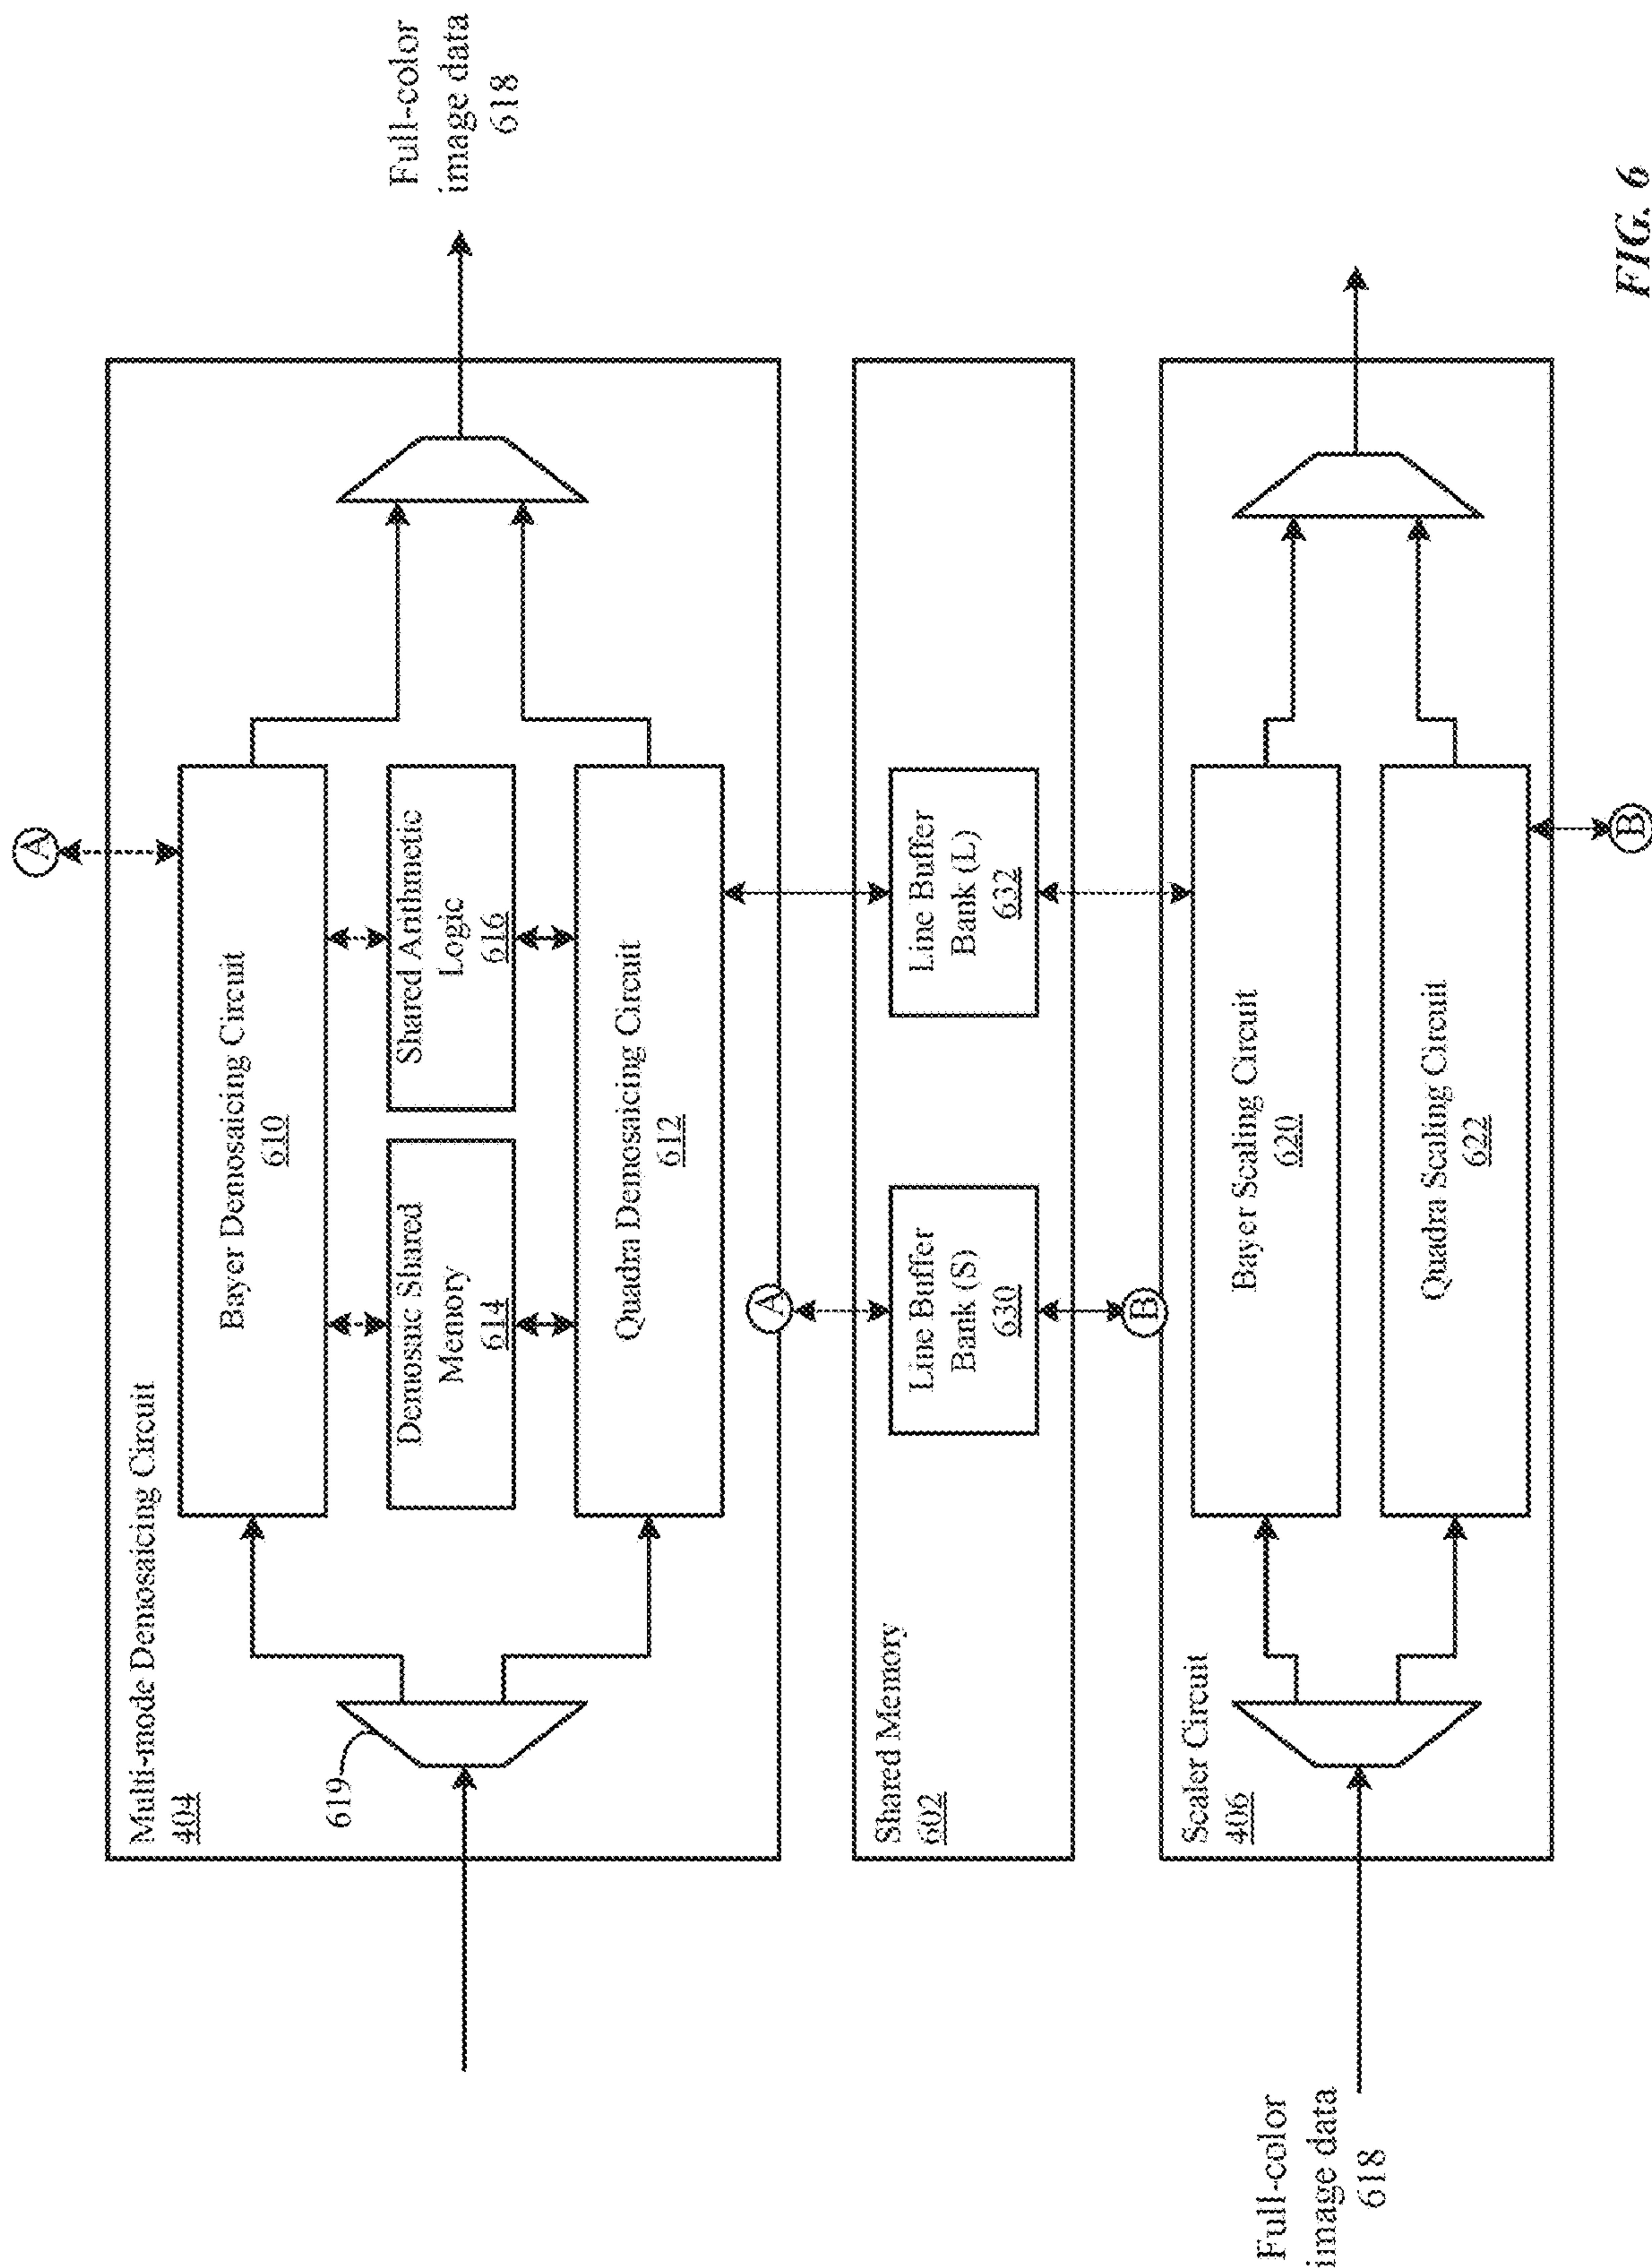 A
Multi-mode Demosaicing Circuit
404
619
Bayer Demosaicing Circuit
610
Demosaic Shared
Memory
614
Shared Arithmetic
Logic
616
Quadra Demosaicing Circuit
612
Full-color
image data
618
A
Shared Memory
602
Line Buffer
Bank (S)
630
Line Buffer
Bank (L)
632
B
Scaler Circuit
406
Full-color
image data
618
Bayer Scaling Circuit
620
Quadra Scaling Circuit
622
B
FIG. 6